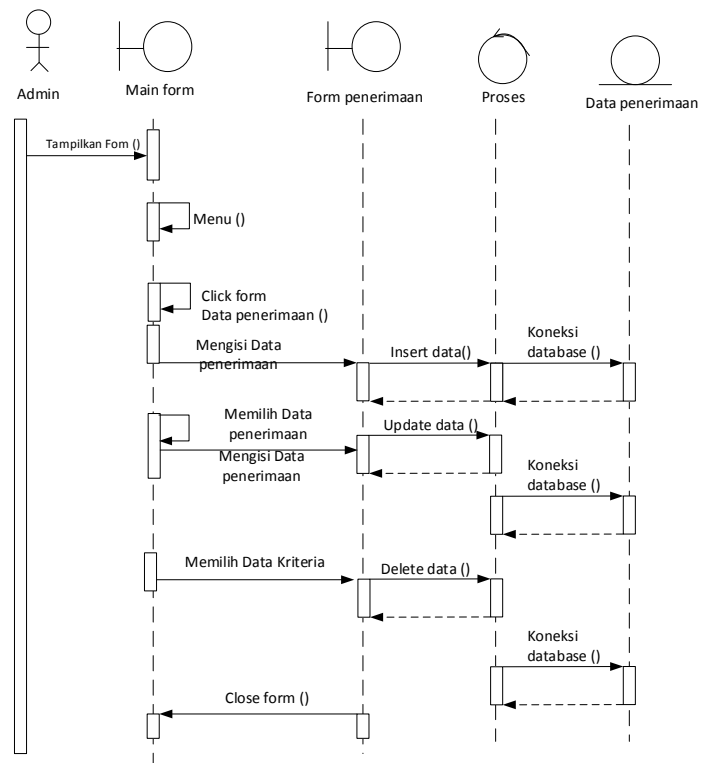 Admin
Main form
Form penerimaan
Proses
Data penerimaan
Tampilkan Fom ()
Menu ()
Click form
Data penerimaan ()
Mengisi Data
penerimaan
Insert data()
Koneksi
database ()
Memilih Data
penerimaan
Mengisi Data
penerimaan
Update data ()
Koneksi
database ()
Memilih Data Kriteria
Delete data ()
Koneksi
database ()
Close form ()